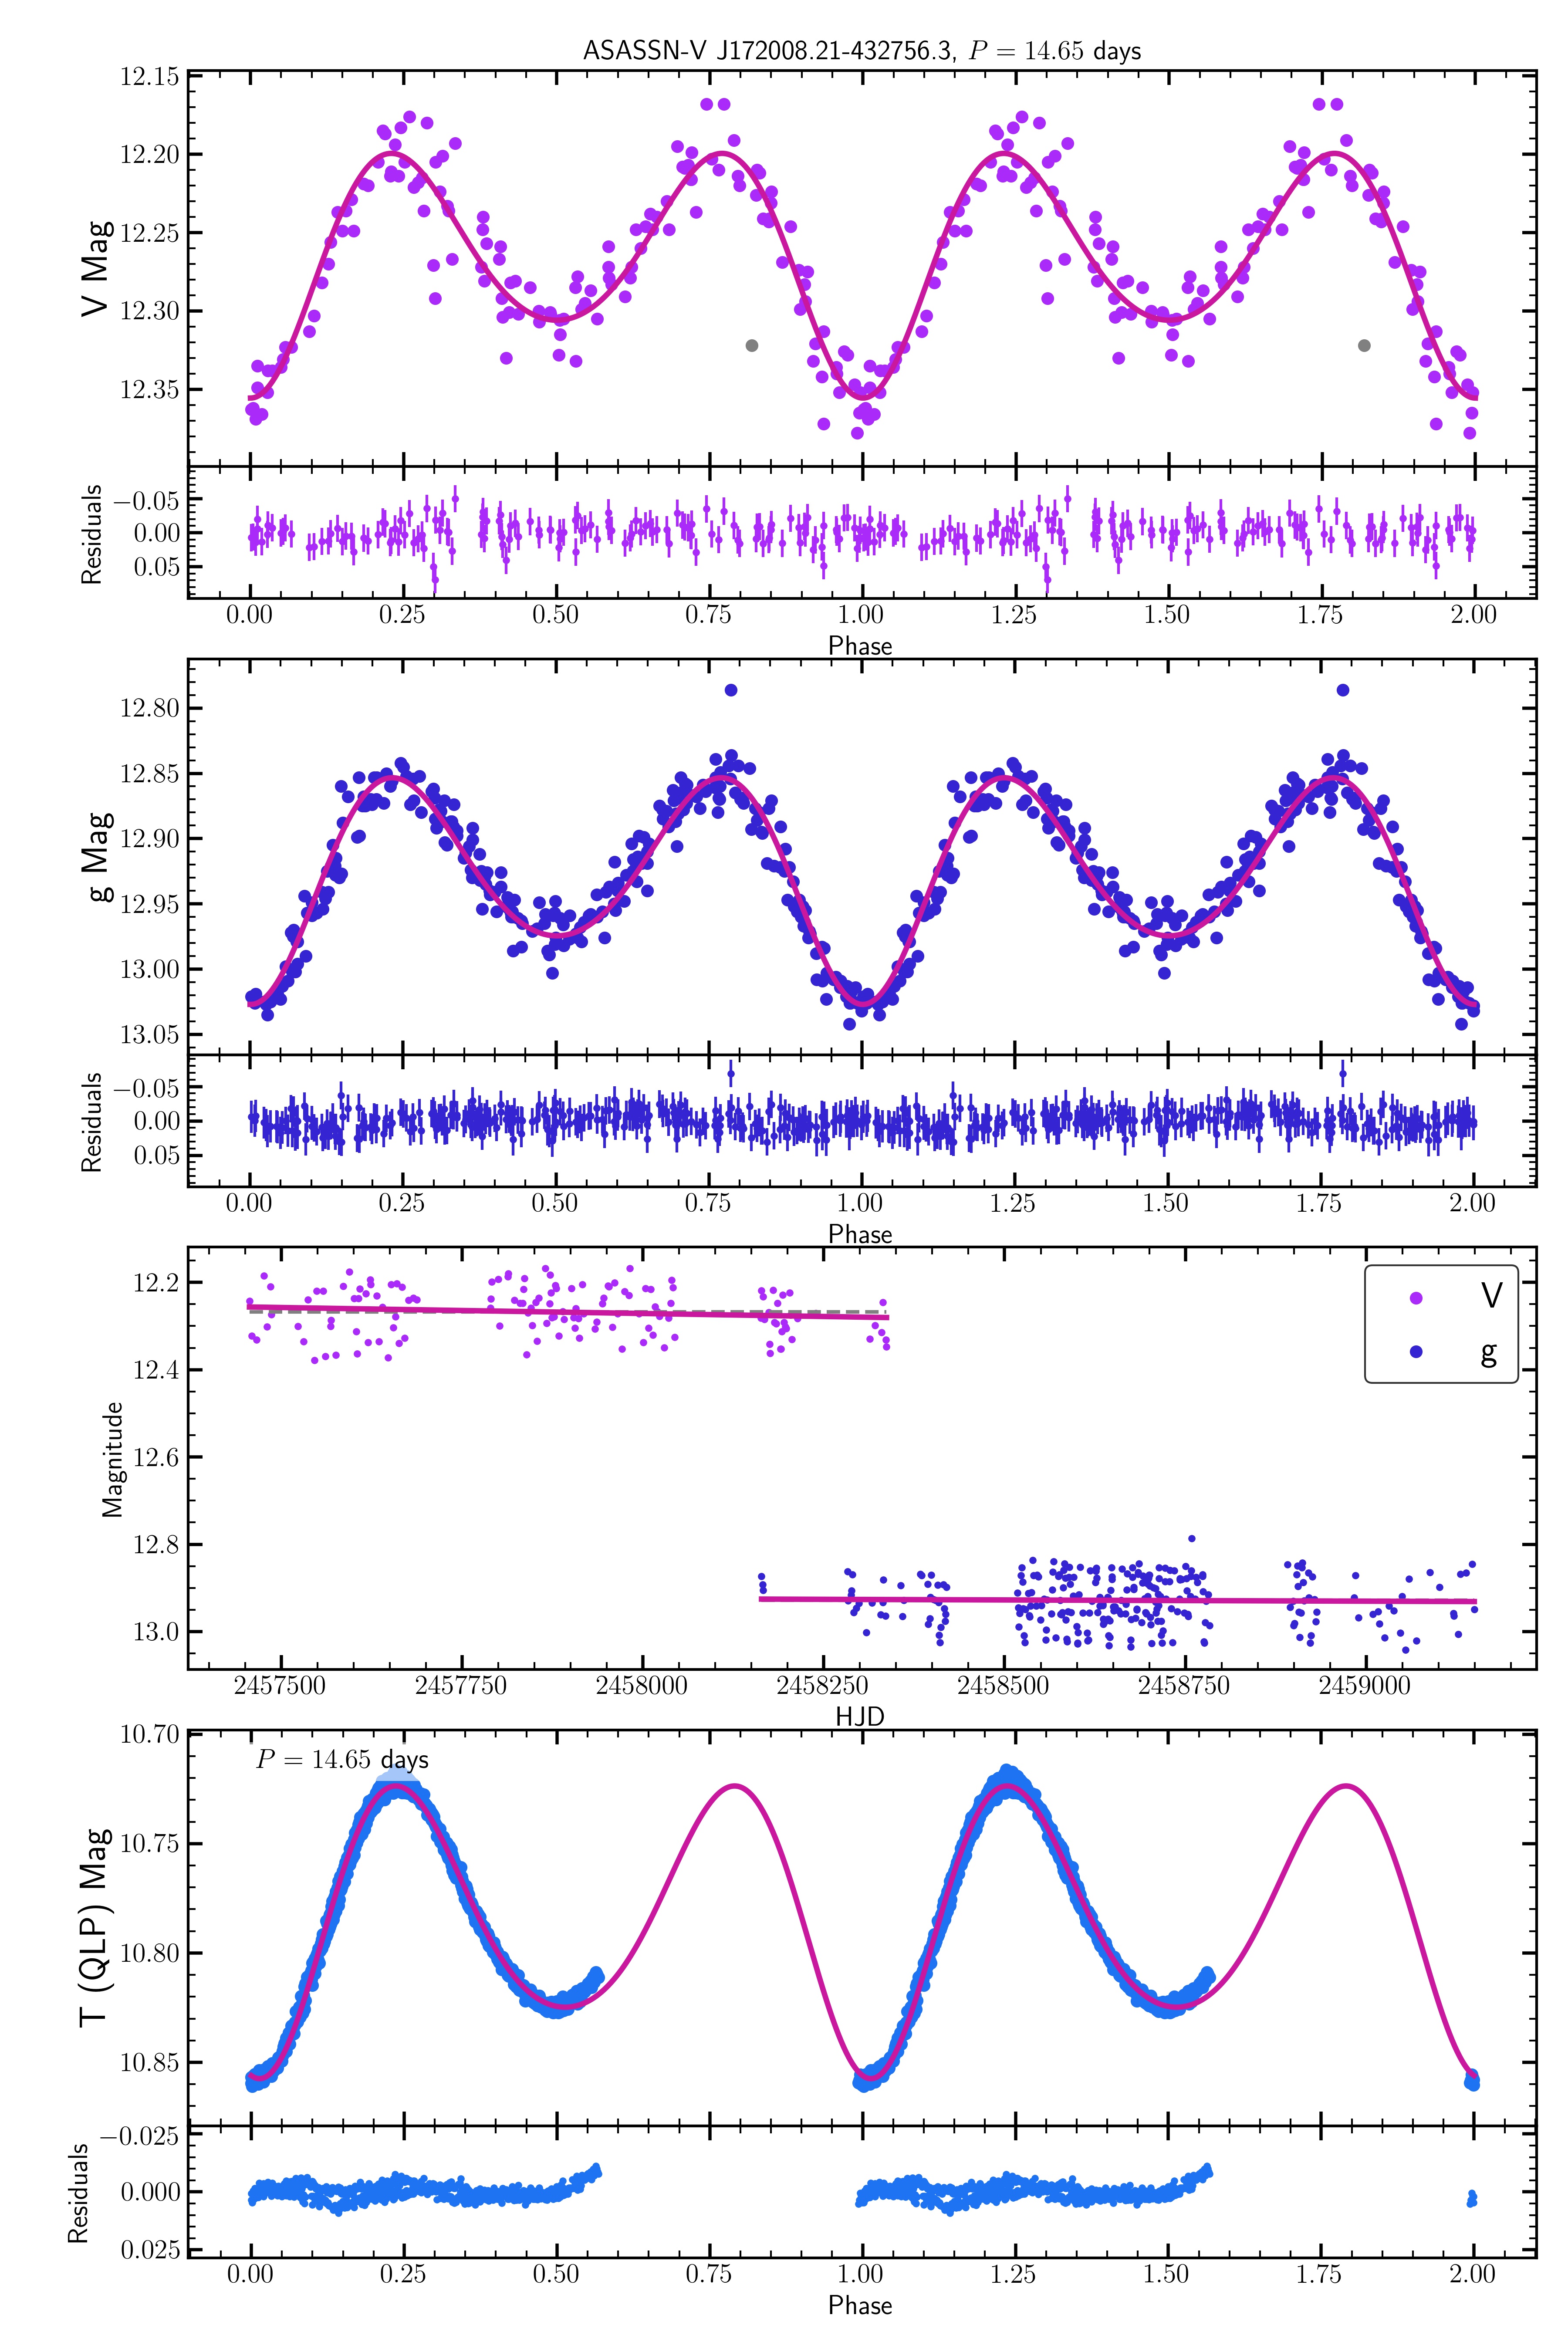 ASASSN-V J172008.21-432756.3, P = 14.65 days
12.15
12.20
12.25
12.30
12.35
V Mag
−0.05
0.00
0.05
Residuals
0.00 0.25 0.50 0.75 1.00 1.25 1.50 1.75 2.00
Phase
12.80
12.85
12.90
12.95
13.00
13.05
g Mag
−0.05
0.00
0.05
Residuals
0.00 0.25 0.50 0.75 1.00 1.25 1.50 1.75 2.00
Phase
12.2
12.4
12.6
12.8
13.0
Magnitude
V
g
2457500 2457750 2458000 2458250 2458500 2458750 2459000
HJD
10.70
10.75
10.80
10.85
T (QLP) Mag
P = 14.65 days
−0.025
0.000
0.025
Residuals
0.00 0.25 0.50 0.75 1.00 1.25 1.50 1.75 2.00
Phase